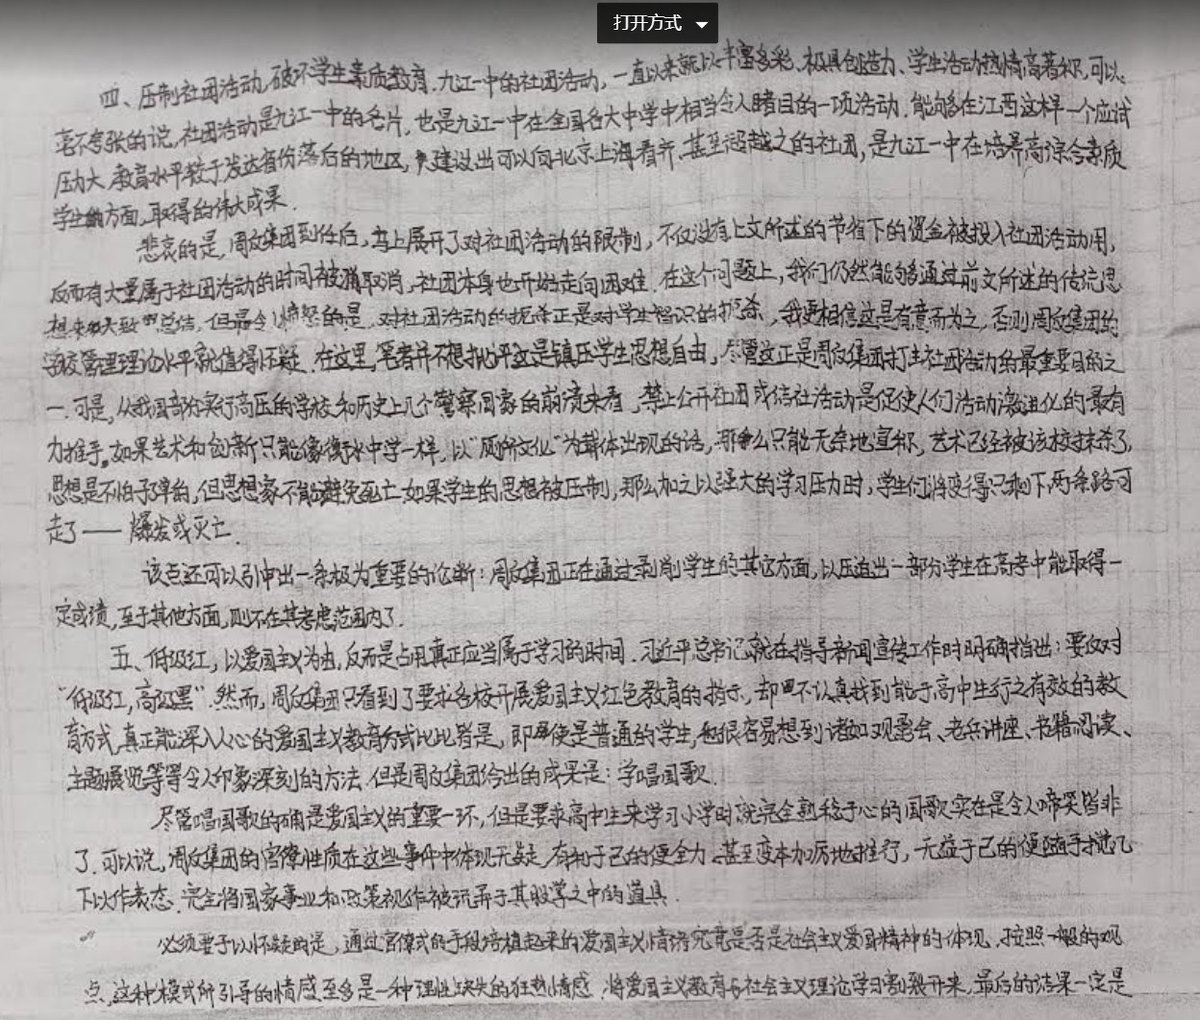 打开方式
四、压制社团活动,破坏学生素质教育.九江一中的社团活动,一直以来就以丰富多彩、极具创造力、学生活动热情高著称,可以
毫不夸张的说,社团活动是九江一中的名片,也是九江一中在全国各大中学中相当令人瞩目的一项活动.能够在江西这样一个应试
压力大、教育水平较于发达省份落后的地区,建设出可以向北京上海看齐、甚至超越之的社团,是九江一中在培养高综合素质
学生的方面,取得的伟大成果.
悲哀的是,周政集团到任后,马上展开了对社团活动的限制,不仅没有上文所述的节省下的资金被投入社团活动用,
反而有大量属于社团活动的时间被取消,社团本身也开始走向困难.在这个问题上,我们仍然能够通过前文所述的传统思
想来大致总结,但最令人愤怒的是,对社团活动的扼杀正是对学生智识的扼杀,我更相信这是有意而为之,否则周政集团的
学校管理理论水平就值得怀疑.在这里,笔者并不想批评这是镇压学生思想自由,尽管这正是周政集团打击社团活动的最重要目的之
一.可是,从我国部分实行高压的学校和历史上几个警察国家的崩溃来看,禁止公开社团或结社活动是促使人们活动激进化的最有
力推手。如果艺术和创新只能像衡水中学一样,以“厕所文化”为载体出现的话,那么只能无奈地宣称,艺术已经被该校抹杀了,
思想是不怕子弹的,但思想家不能避免死亡.如果学生的思想被压制,那么加之以强大的学习压力时,学生们将变得只剩下两条路可
走了——爆发或灭亡.
该点还可以引申出一条极为重要的论断:周政集团正在通过剥削学生的其它方面,以压迫出一部分学生在高考中能取得一
定成绩,至于其他方面,则不在其考虑范围内了.
五、低级红,以爱国主义为由,反而是占用真正应当属于学习的时间.习近平总书记就在指导新闻宣传工作时明确指出:要反对
“低级红,高级黑”.然而,周政集团只看到了要求各校开展爱国主义红色教育的指示,却不认真找到能于高中生行之有效的教
育方式,真正能深入人心的爱国主义教育方式比比皆是,即使是普通的学生,也很容易想到诸如观影会、老兵讲座、书籍阅读、
主题展览等等令人印象深刻的方法.但是周政集团给出的成果是:学唱国歌.
尽管唱国歌的确是爱国主义的重要一环,但是要求高中生来学习小学时就完全熟稔于心的国歌实在是令人啼笑皆非
了.可以说,周政集团的官僚性质在这些事件中体现无疑,有利于己的便全力、甚至变本加厉地推行,无益于己的便随手搅几
下以作表态.完全将国家事业和政策视作被玩弄于其股掌之中的道具.
必须要予以怀疑的是,通过官僚式的手段培植起来的爱国主义情绪究竟是否是社会主义爱国精神的体现,按照一般的观
点,这种模式所引导的情感至多是一种理性缺失的狂热情感.将爱国主义教育与社会主义理论学习割裂开来,最后的结果一定是